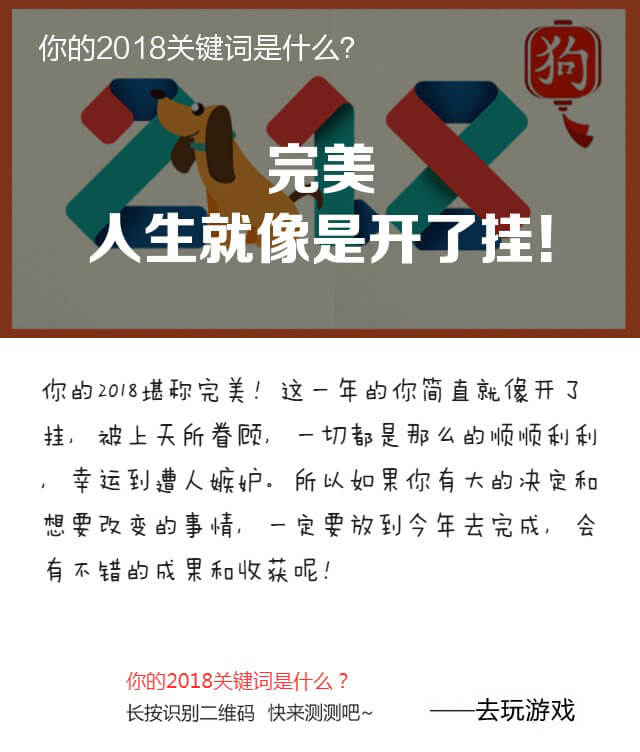 你的2018关键词是什么?
狗
2018
完美
人生就像是开了挂!
你的2018堪称完美!这一年的你简直就像开了
挂,被上天所眷顾,一切都是那么的顺顺利利
,幸运到遭人嫉妒。所以如果你有大的决定和
想要改变的事情,一定要放到今年去完成,会
有不错的成果和收获呢!
你的2018关键词是什么?
长按识别二维码 快来测测吧~
——去玩游戏